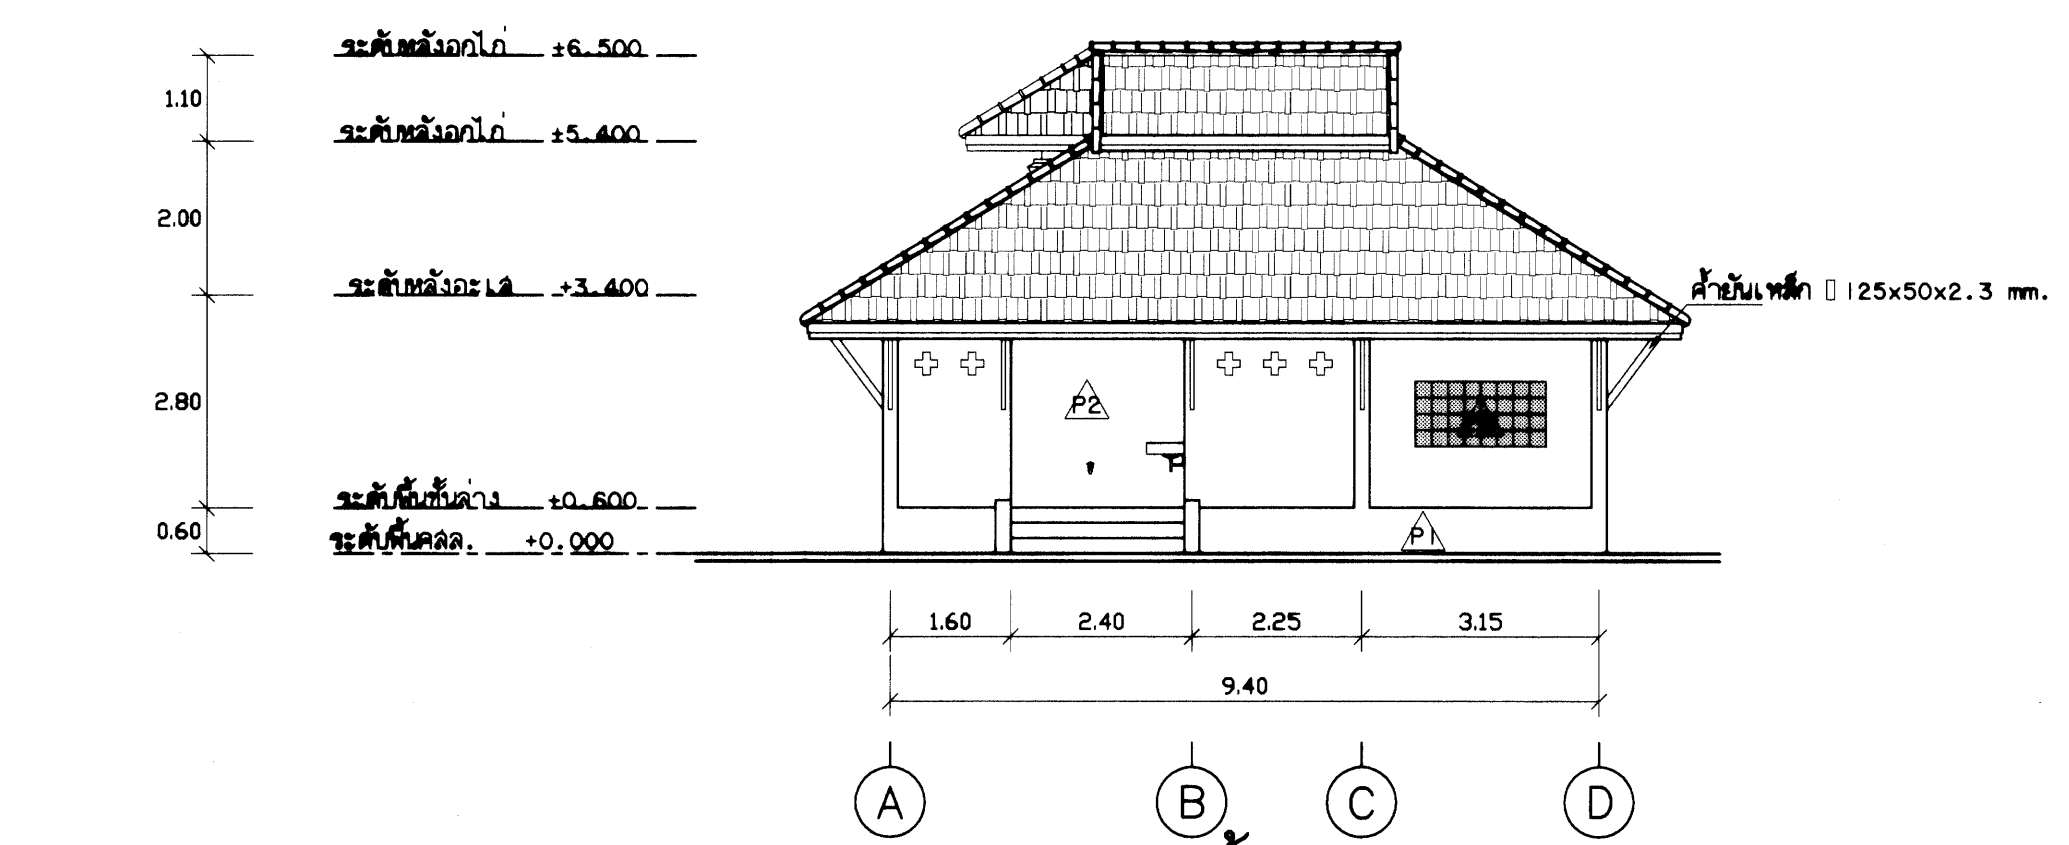 ระดับหลังอกไก่ ±6.500
1.10
ระดับหลังอกไก่ ±5.400
2.00
ระดับหลังอะเส +3.400
ค้ำยันเหล็ก 125x50x2.3 mm.
P2
2.80
ระดับพื้นชั้นล่าง ±0.600
0.60
ระดับพื้นคสล. ±0.000
P1
1.60 2.40 2.25 3.15
9.40
A B C D